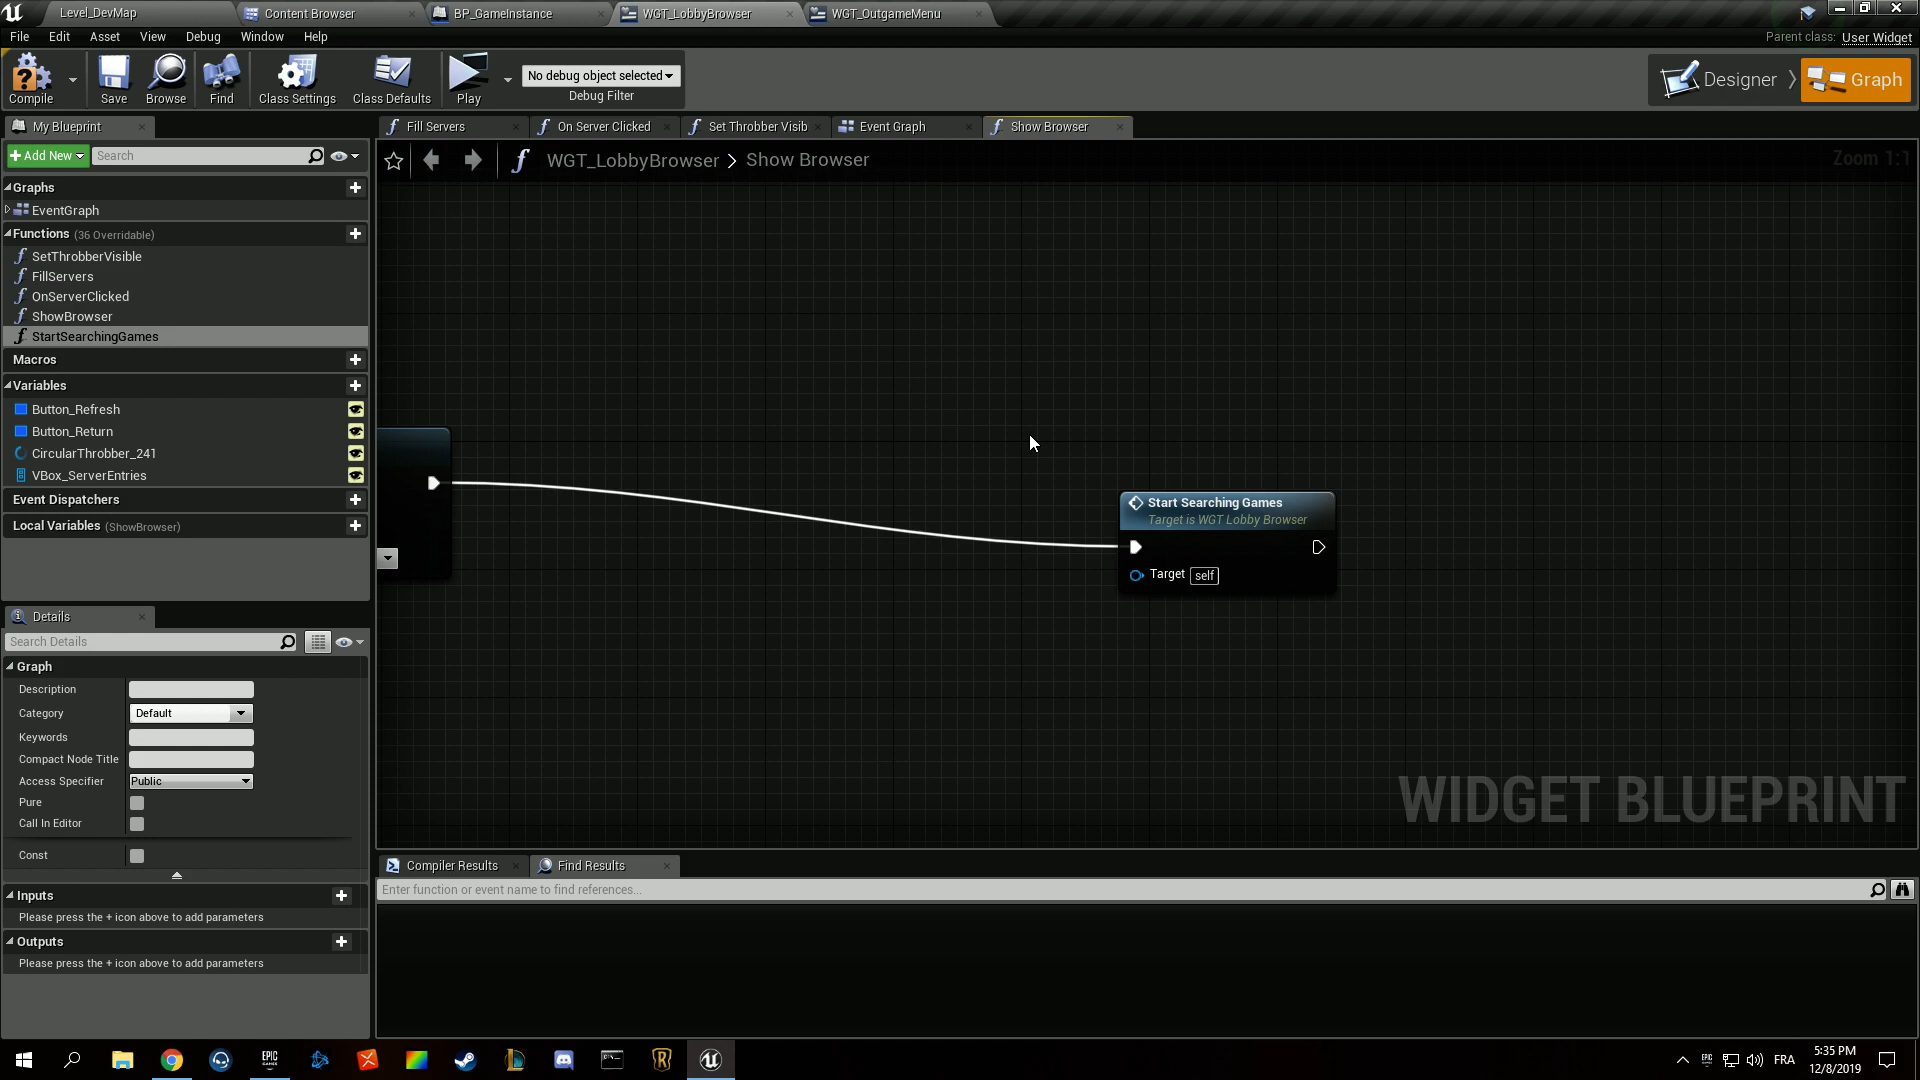 Level_DevMap
Content Browser
BP_GameInstance
WGT_LobbyBrowser
WGT_OutgameMenu
File
Edit
Asset
View
Debug
Window
Help
Parent class:
User Widget
Compile
Save
Browse
Find
Class Settings
Class Defaults
Play
No debug object selected
Debug Filter
Designer
Graph
My Blueprint
Fill Servers
On Server Clicked
Set Throbber Visib
Event Graph
Show Browser
Add New
Search
WGT_LobbyBrowser > Show Browser
Zoom 1:1
Graphs
EventGraph
Functions (36 Overridable)
SetThrobberVisible
FillServers
OnServerClicked
ShowBrowser
StartSearchingGames
Macros
Variables
Button_Refresh
Button_Return
CircularThrobber_241
VBox_ServerEntries
Event Dispatchers
Local Variables (ShowBrowser)
Start Searching Games
Target is WGT Lobby Browser
Target self
Details
Search Details
Graph
Description
Category
Default
Keywords
Compact Node Title
Access Specifier
Public
Pure
Call In Editor
Const
Inputs
Please press the + icon above to add parameters
Outputs
Please press the + icon above to add parameters
WIDGET BLUEPRINT
Compiler Results
Find Results
Enter function or event name to find references...
EPIC
GAMES
FRA
5:35 PM
12/8/2019